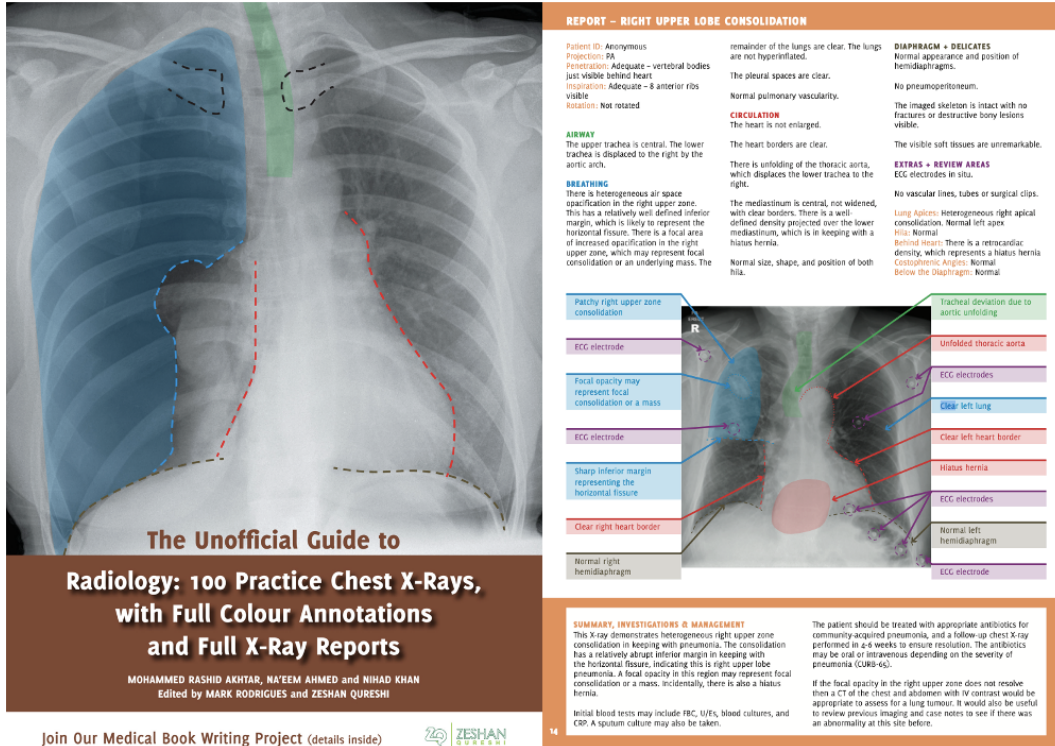 The Unofficial Guide to
Radiology: 100 Practice Chest X-Rays,
with Full Colour Annotations
and Full X-Ray Reports
MOHAMMED RASHID AKHTAR, NA'EEM AHMED and NIHAD KHAN
Edited by MARK RODRIGUES and ZESHAN QURESHI
Join Our Medical Book Writing Project (details inside)
ZESHAN
QURESHI
REPORT – RIGHT UPPER LOBE CONSOLIDATION
Patient ID: Anonymous
Projection: PA
Penetration: Adequate – vertebral bodies
just visible behind heart
Inspiration: Adequate – 8 anterior ribs
visible
Rotation: Not rotated
AIRWAY
The upper trachea is central. The lower
trachea is displaced to the right by the
aortic arch.
BREATHING
There is heterogeneous air space
opacification in the right upper zone.
This has a relatively well defined inferior
margin, which is likely to represent the
horizontal fissure. There is a focal area
of increased opacification in the right
upper zone, which may represent focal
consolidation or an underlying mass. The
remainder of the lungs are clear. The lungs
are not hyperinflated.
The pleural spaces are clear.
Normal pulmonary vascularity.
CIRCULATION
The heart is not enlarged.
The heart borders are clear.
There is unfolding of the thoracic aorta,
which displaces the lower trachea to the
right.
The mediastinum is central, not widened,
with clear borders. There is a well-
defined density projected over the lower
mediastinum, which is in keeping with a
hiatus hernia.
Normal size, shape, and position of both
hila.
DIAPHRAGM + DELICATES
Normal appearance and position of
hemidiaphragms.
No pneumoperitoneum.
The imaged skeleton is intact with no
fractures or destructive bony lesions
visible.
The visible soft tissues are unremarkable.
EXTRAS + REVIEW AREAS
ECG electrodes in situ.
No vascular lines, tubes or surgical clips.
Lung Apices: Heterogeneous right apical
consolidation. Normal left apex
Hila: Normal
Behind Heart: There is a retrocardiac
density, which represents a hiatus hernia
Costophrenic Angles: Normal
Below the Diaphragm: Normal
Patchy right upper zone
consolidation
ECG electrode
Focal opacity may
represent focal
consolidation or a mass
ECG electrode
Sharp inferior margin
representing the
horizontal fissure
Clear right heart border
Normal right
hemidiaphragm
R
Tracheal deviation due to
aortic unfolding
Unfolded thoracic aorta
ECG electrodes
Clear left lung
Clear left heart border
Hiatus hernia
ECG electrodes
Normal left
hemidiaphragm
ECG electrode
SUMMARY, INVESTIGATIONS & MANAGEMENT
This X-ray demonstrates heterogeneous right upper zone
consolidation in keeping with pneumonia. The consolidation
has a relatively abrupt inferior margin in keeping with
the horizontal fissure, indicating this is right upper lobe
pneumonia. A focal opacity in this region may represent focal
consolidation or a mass. Incidentally, there is also a hiatus
hernia.
Initial blood tests may include FBC, U/Es, blood cultures, and
CRP. A sputum culture may also be taken.
The patient should be treated with appropriate antibiotics for
community-acquired pneumonia, and a follow-up chest X-ray
performed in 4-6 weeks to ensure resolution. The antibiotics
may be oral or intravenous depending on the severity of
pneumonia (CURB-65).
If the focal opacity in the right upper zone does not resolve
then a CT of the chest and abdomen with IV contrast would be
appropriate to assess for a lung tumour. It would also be useful
to review previous imaging and case notes to see if there was
an abnormality at this site before.
14